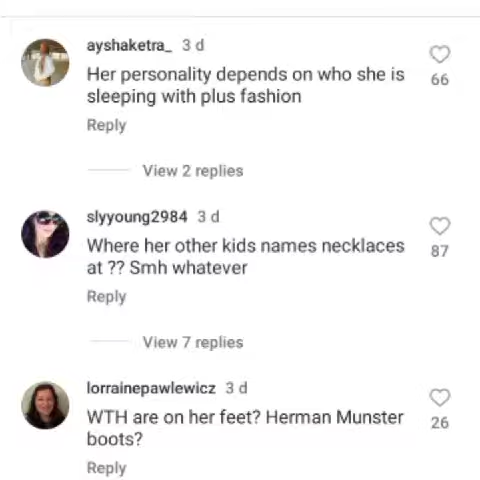 ayshaketra_ 3 d
Her personality depends on who she is
sleeping with plus fashion
66
Reply
View 2 replies
slyyoung2984 3 d
Where her other kids names necklaces
at ?? Smh whatever
87
Reply
View 7 replies
lorrainepawlewicz 3 d
WTH are on her feet? Herman Munster
boots?
26
Reply